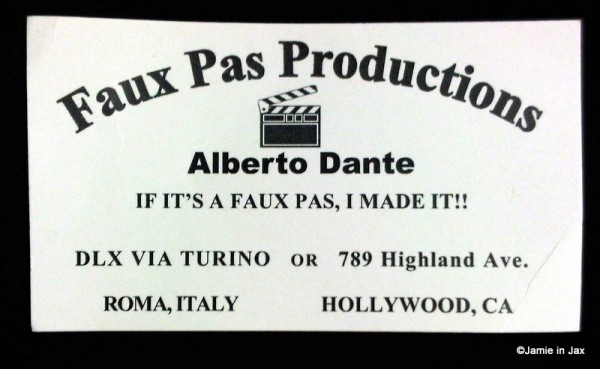 Faux Pas Productions
Alberto Dante
IF IT'S A FAUX PAS, I MADE IT!!
DLX VIA TURINO OR 789 Highland Ave.
ROMA, ITALY HOLLYWOOD, CA
©Jamie in Jax